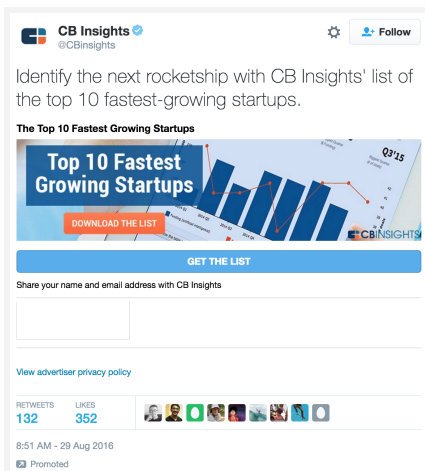 CB Insights
@CBinsights
Follow
Identify the next rocketship with CB Insights' list of
the top 10 fastest-growing startups.
The Top 10 Fastest Growing Startups
Top 10 Fastest
Growing Startups
DOWNLOAD THE LIST
Q3'15
CBINSIGHTS
GET THE LIST
Share your name and email address with CB Insights
View advertiser privacy policy
RETWEETS LIKES
132 352
8:51 AM - 29 Aug 2016
Promoted